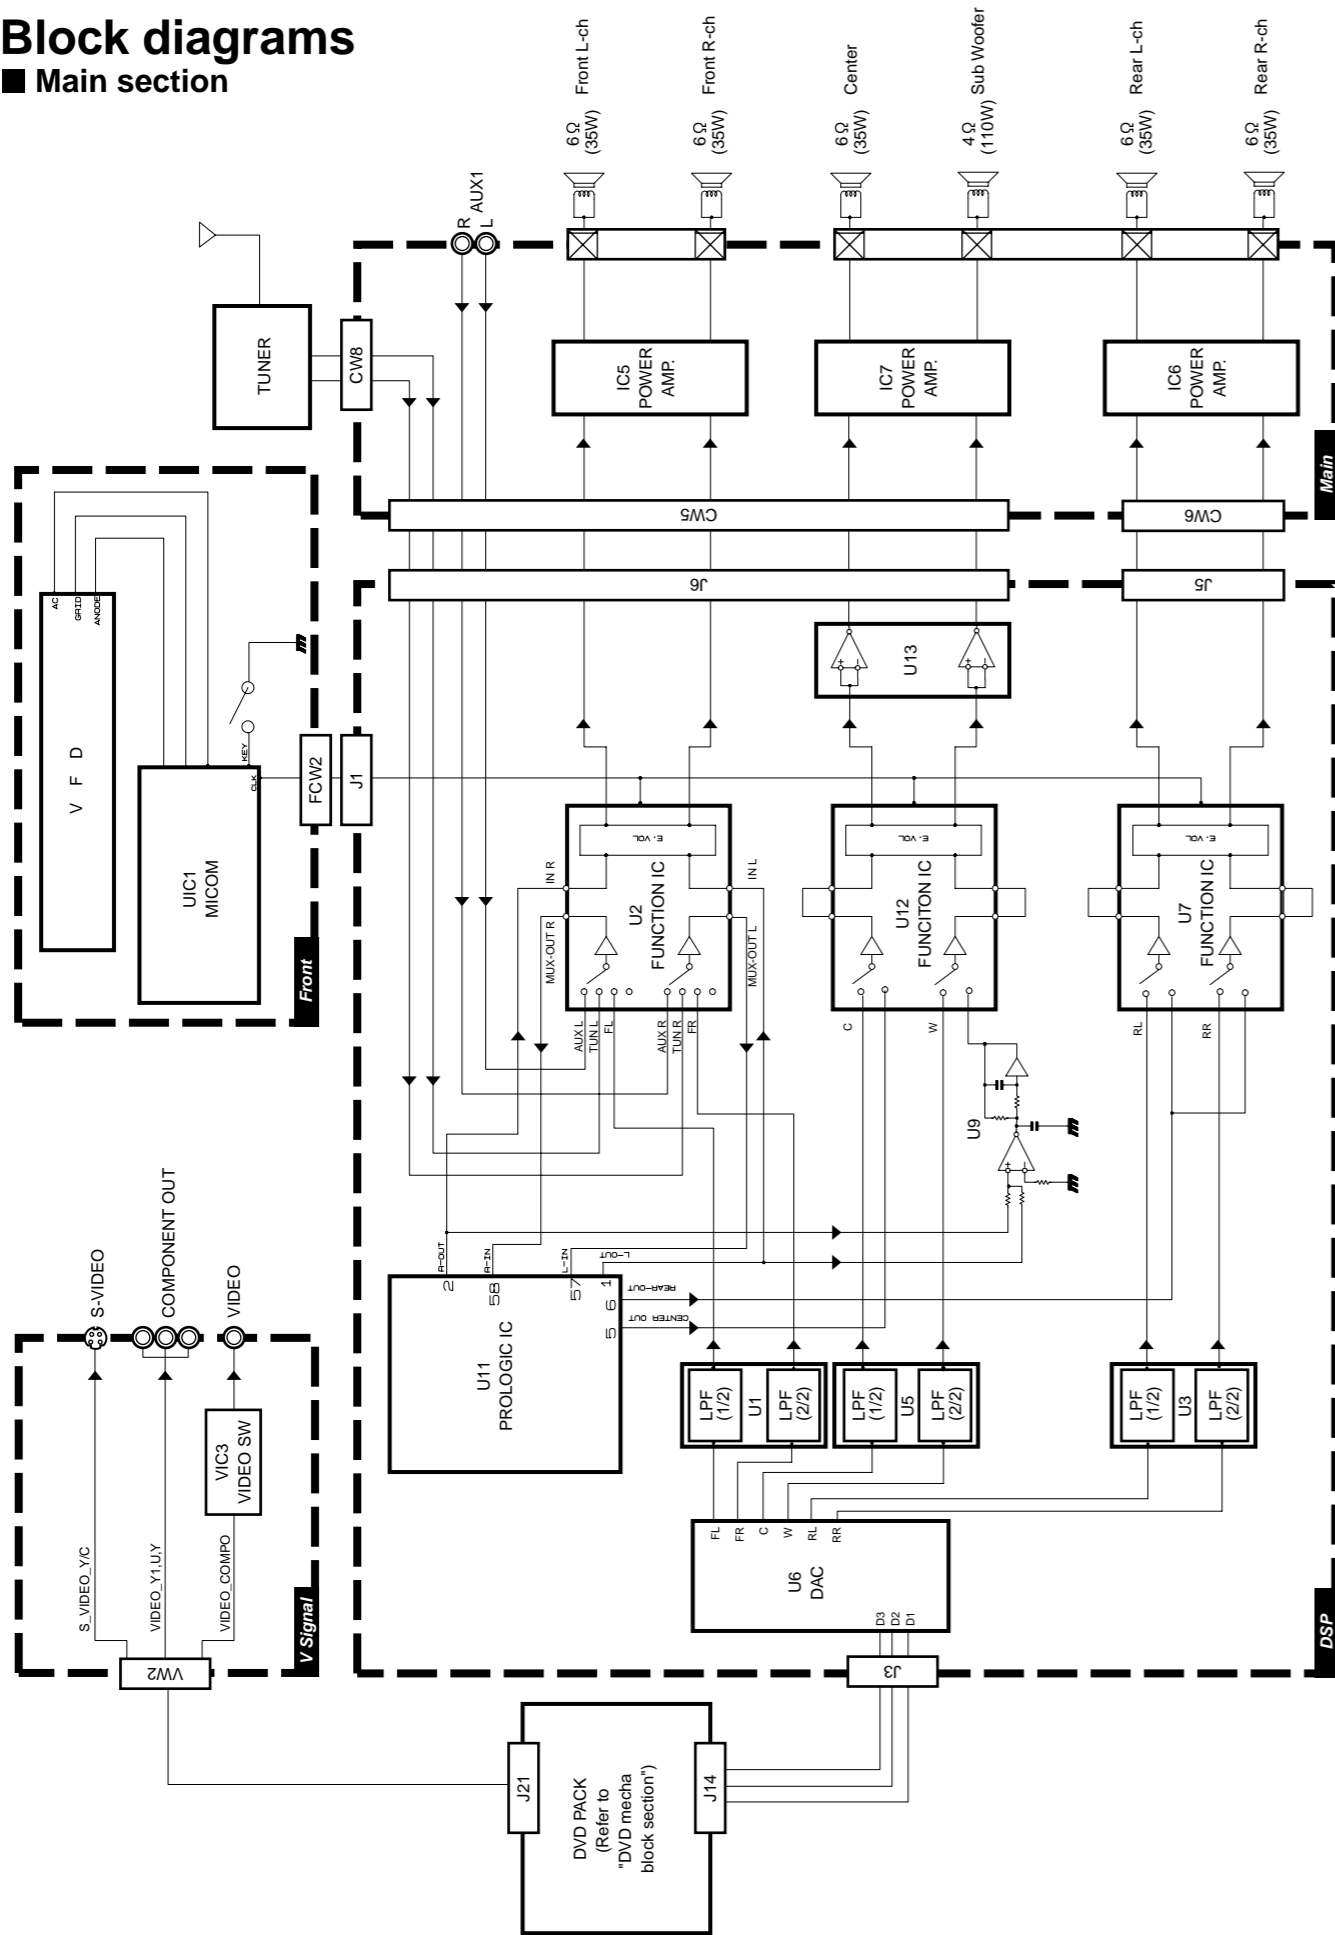 Block diagrams
Main section
6Ω
(35W)
Front L-ch
6Ω
(35W)
Front R-ch
6Ω
(35W)
Center
4Ω
(110W)
Sub Woofer
6Ω
(35W)
Rear L-ch
6Ω
(35W)
Rear R-ch
R
L
AUX1
TUNER
CW8
IC5
POWER
AMP.
IC7
POWER
AMP.
IC6
POWER
AMP.
Main
CW5
CW6
J6
J5
AC
GRID
ANODE
V F D
UIC1
MICOM
KEY
CLK
Front
FCW2
J1
U13
E. VOL
U2
FUNCTION IC
IN R
MUX-OUT R
IN L
MUX-OUT L
AUX L
TUN L
FL
AUX R
TUN R
FR
E. VOL
U12
FUNCITON IC
C
W
E. VOL
U7
FUNCTION IC
RL
RR
U9
U11
PROLOGIC IC
R-OUT
2
R-IN
58
L-IN
57
L-OUT
1
REAR-OUT
6
CENTER OUT
5
S-VIDEO
COMPONENT OUT
VIDEO
VIC3
VIDEO SW
S_VIDEO_Y/C
VIDEO_Y1,U,Y
VIDEO_COMPO
V Signal
VW2
LPF
(1/2)
U1
LPF
(2/2)
LPF
(1/2)
U5
LPF
(2/2)
LPF
(1/2)
U3
LPF
(2/2)
FL
FR
C
W
RL
RR
U6
DAC
D3
D2
D1
J3
DSP
J21
DVD PACK
(Refer to
"DVD mecha
block section")
J14